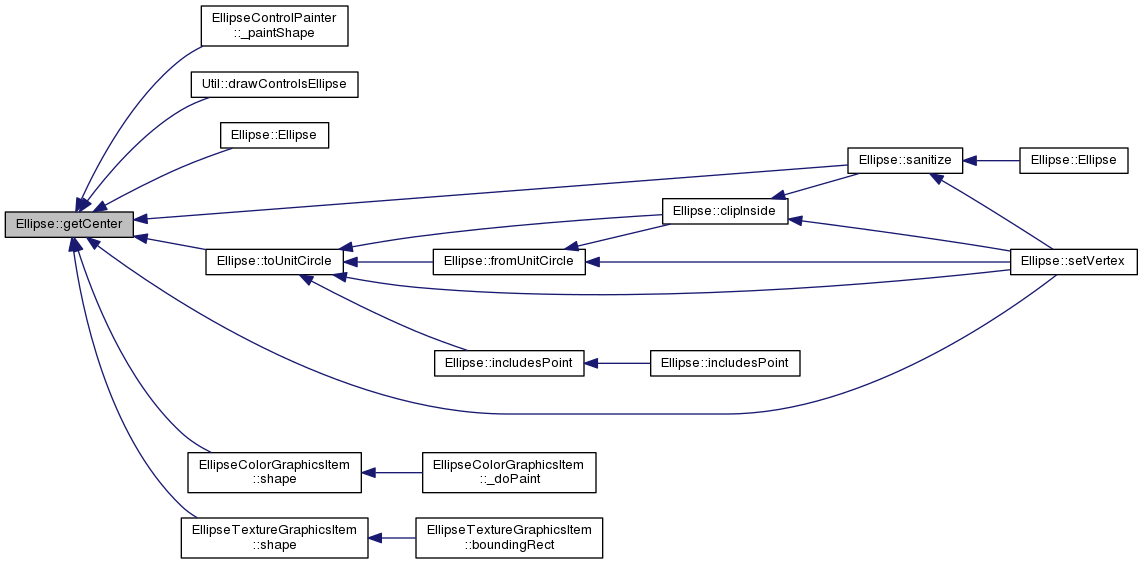 EllipseControlPainter
::_paintShape
Util::drawControlsEllipse
Ellipse::Ellipse
Ellipse::sanitize
Ellipse::Ellipse
Ellipse::getCenter
Ellipse::clipInside
Ellipse::toUnitCircle
Ellipse::fromUnitCircle
Ellipse::setVertex
Ellipse::includesPoint
Ellipse::includesPoint
EllipseColorGraphicsItem
::shape
EllipseColorGraphicsItem
::_doPaint
EllipseTextureGraphicsItem
::shape
EllipseTextureGraphicsItem
::boundingRect